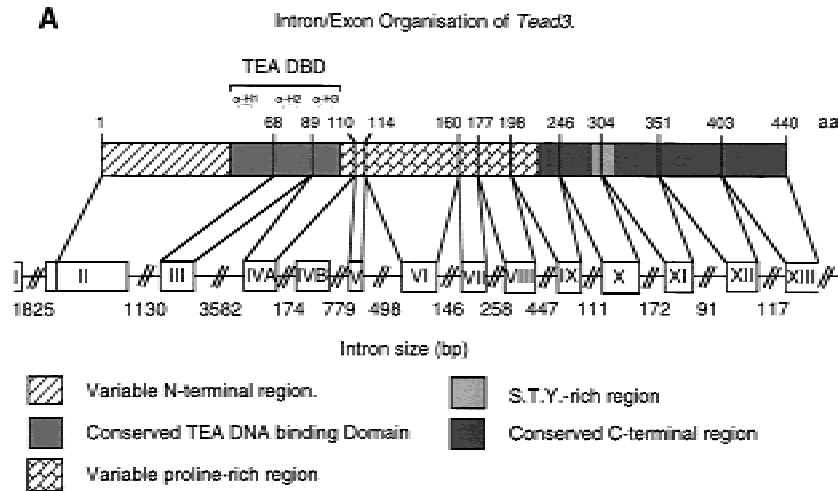 A
Intron/Exon Organisation of Tead3.
TEA DBD
α-H1 α-H2 α-H3
1 68 89 110 114 160 177 198 246 304 351 403 440 aa
I II III IVA IVB V VI VII VIII IX X XI XII XIII
1825 1130 3582 174 779 498 146 258 447 111 172 91 117
Intron size (bp)
Variable N-terminal region.
S.T.Y.-rich region
Conserved TEA DNA binding Domain
Conserved C-terminal region
Variable proline-rich region